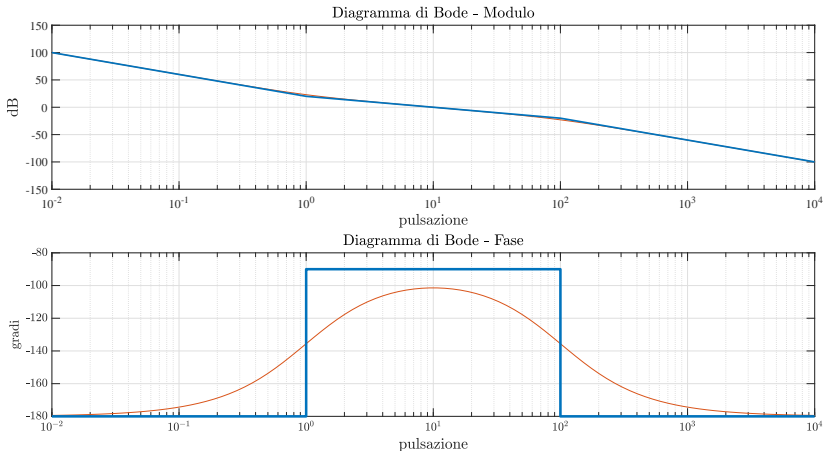 Diagramma di Bode - Modulo
150
100
50
0
-50
-100
-150
dB
10^-2 10^-1 10^0 10^1 10^2 10^3 10^4
pulsazione
Diagramma di Bode - Fase
-80
-100
-120
-140
-160
-180
gradi
10^-2 10^-1 10^0 10^1 10^2 10^3 10^4
pulsazione